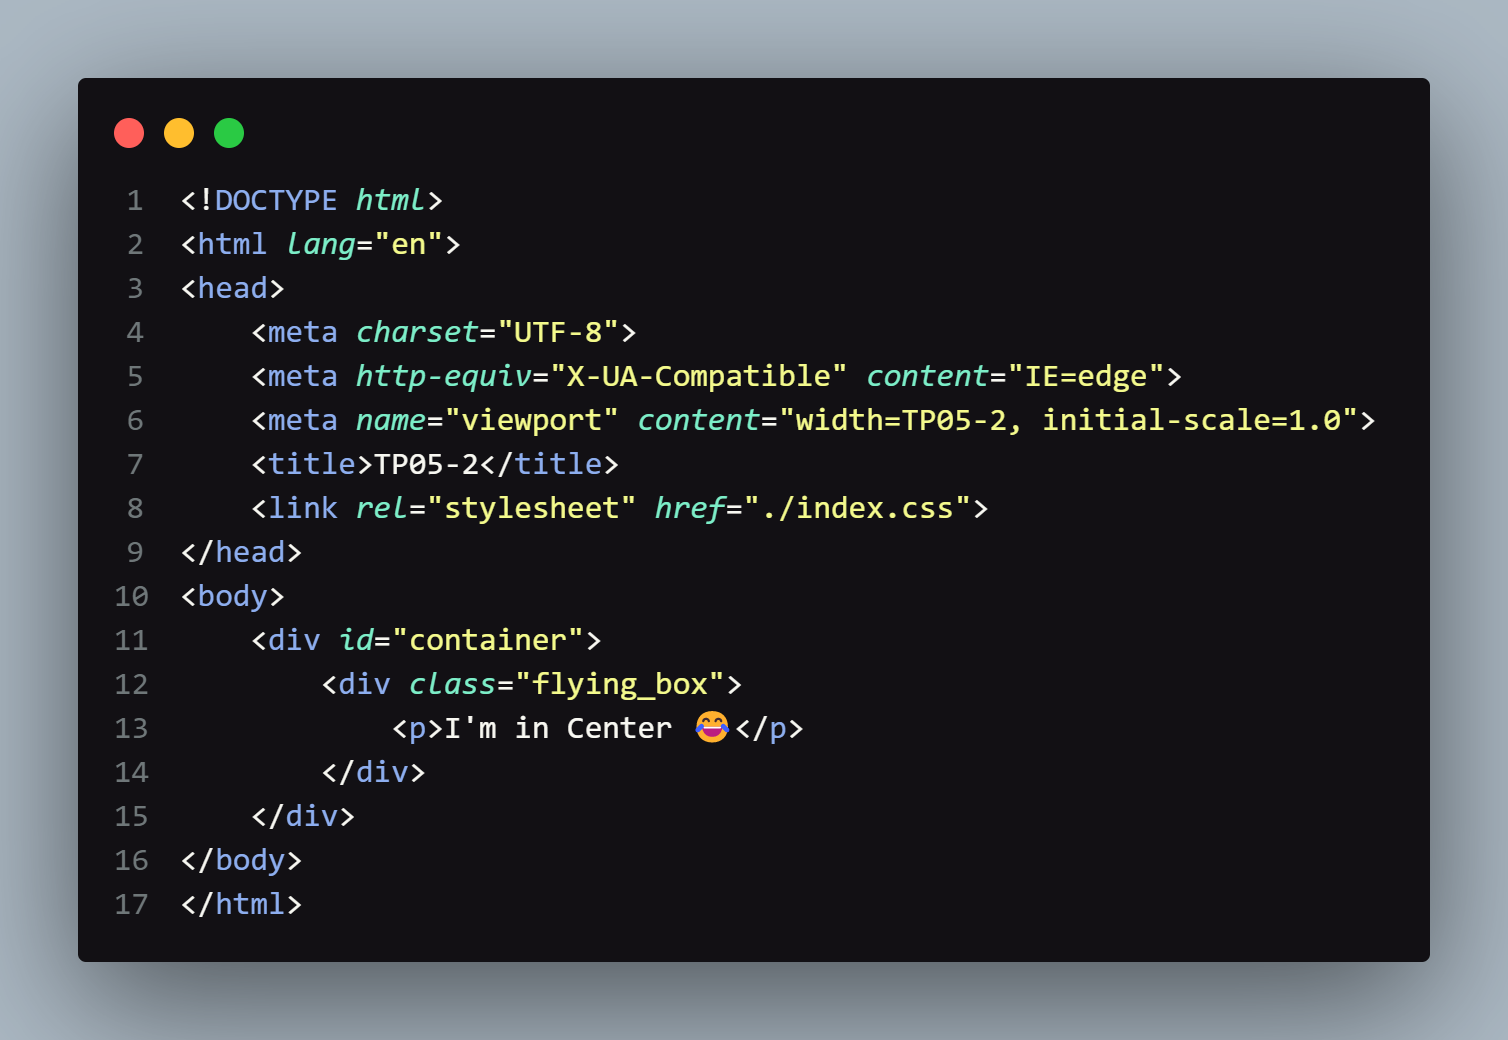 1 <!DOCTYPE html>
2 <html lang="en">
3 <head>
4     <meta charset="UTF-8">
5     <meta http-equiv="X-UA-Compatible" content="IE=edge">
6     <meta name="viewport" content="width=TP05-2, initial-scale=1.0">
7     <title>TP05-2</title>
8     <link rel="stylesheet" href="./index.css">
9 </head>
10 <body>
11     <div id="container">
12         <div class="flying_box">
13             <p>I'm in Center 😂</p>
14         </div>
15     </div>
16 </body>
17 </html>